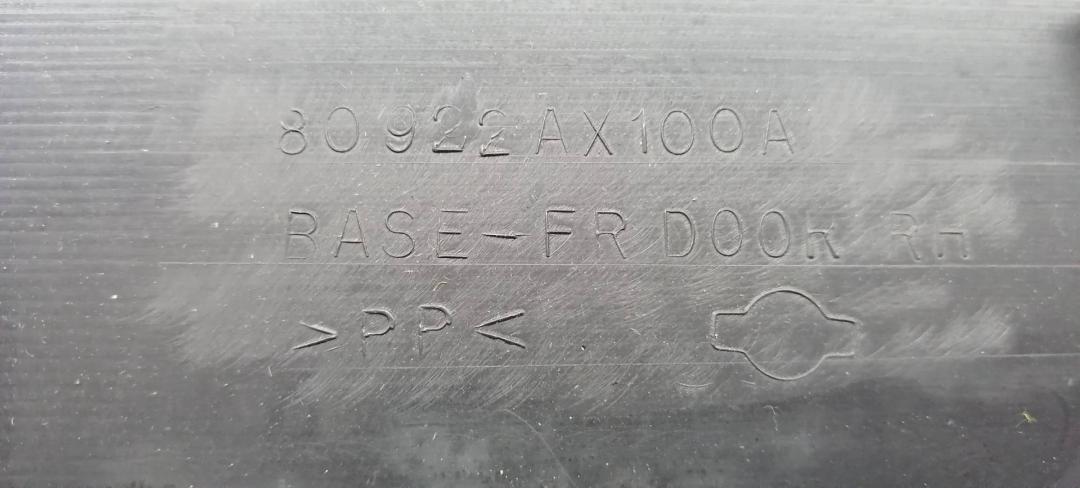 80922AX100A
BASE-FR DOOR RH
>PP<